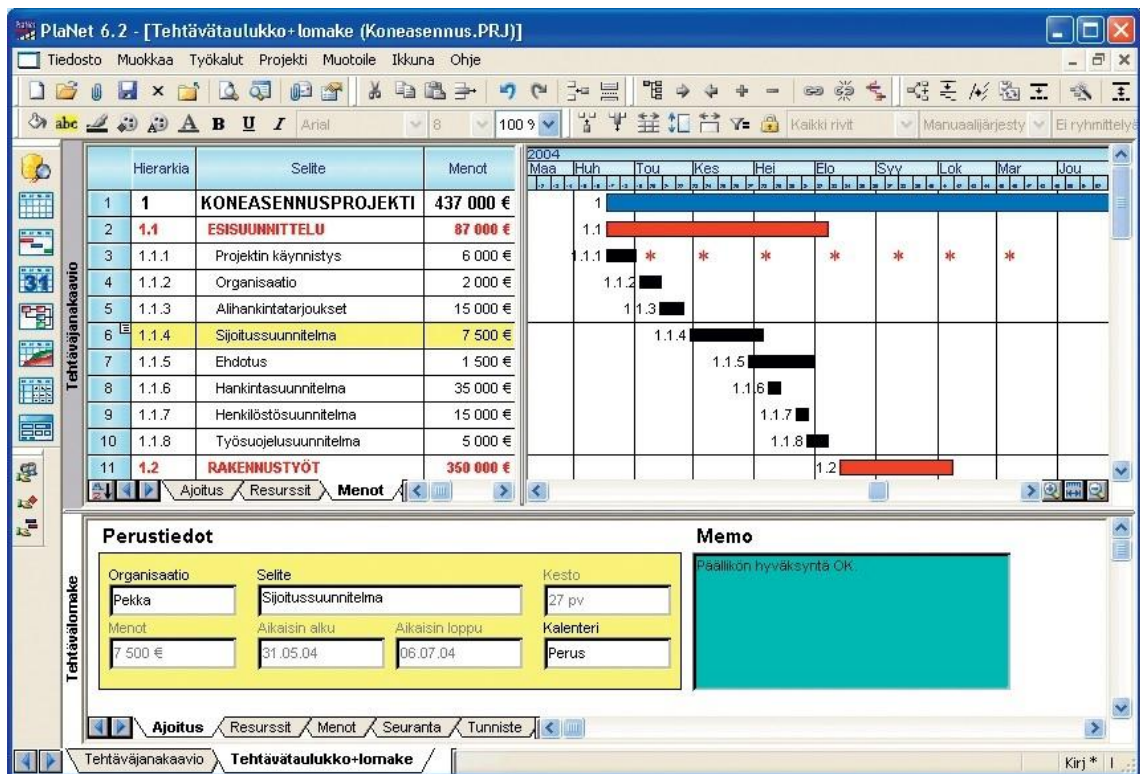 PlaNet 6.2 - [Tehtävätaulukko+lomake (Koneasennus.PRJ)]
Tiedosto Muokkaa Työkalut Projekti Muotoile Ikkuna Ohje
abc A B U I Arial 8 100 % Kaikki rivit Manuaalijärjesty Ei ryhmittely
Hierarkia Selite Menot
2004
Maa Huh Tou Kes Hei Elo Syy Lok Mar Jou
1 1 KONEASENNUSPROJEKTI 437 000 € 1
2 1.1 ESISUUNNITTELU 87 000 € 1.1
3 1.1.1 Projektin käynnistys 6 000 € 1.1.1 * * * * * * *
4 1.1.2 Organisaatio 2 000 € 1.1.2
5 1.1.3 Alihankintatarjoukset 15 000 € 1.1.3
6 1.1.4 Sijoitussuunnitelma 7 500 € 1.1.4
7 1.1.5 Ehdotus 1 500 € 1.1.5
8 1.1.6 Hankintasuunnitelma 35 000 € 1.1.6
9 1.1.7 Henkilöstösuunnitelma 15 000 € 1.1.7
10 1.1.8 Työsuojelusuunnitelma 5 000 € 1.1.8
11 1.2 RAKENNUSTYÖT 350 000 € 1.2
Tehtäväjanakaavio
31
Ajoitus Resurssit Menot
Perustiedot Memo
Organisaatio Selite Kesto
Pekka Sijoitussuunnitelma 27 pv
Menot Aikaisin alku Aikaisin loppu Kalenteri
7 500 € 31.05.04 06.07.04 Perus
Päällikön hyväksyntä OK.
Tehtävälomake
Ajoitus Resurssit Menot Seuranta Tunniste
Tehtäväjanakaavio Tehtävätaulukko+lomake
Kirj * I